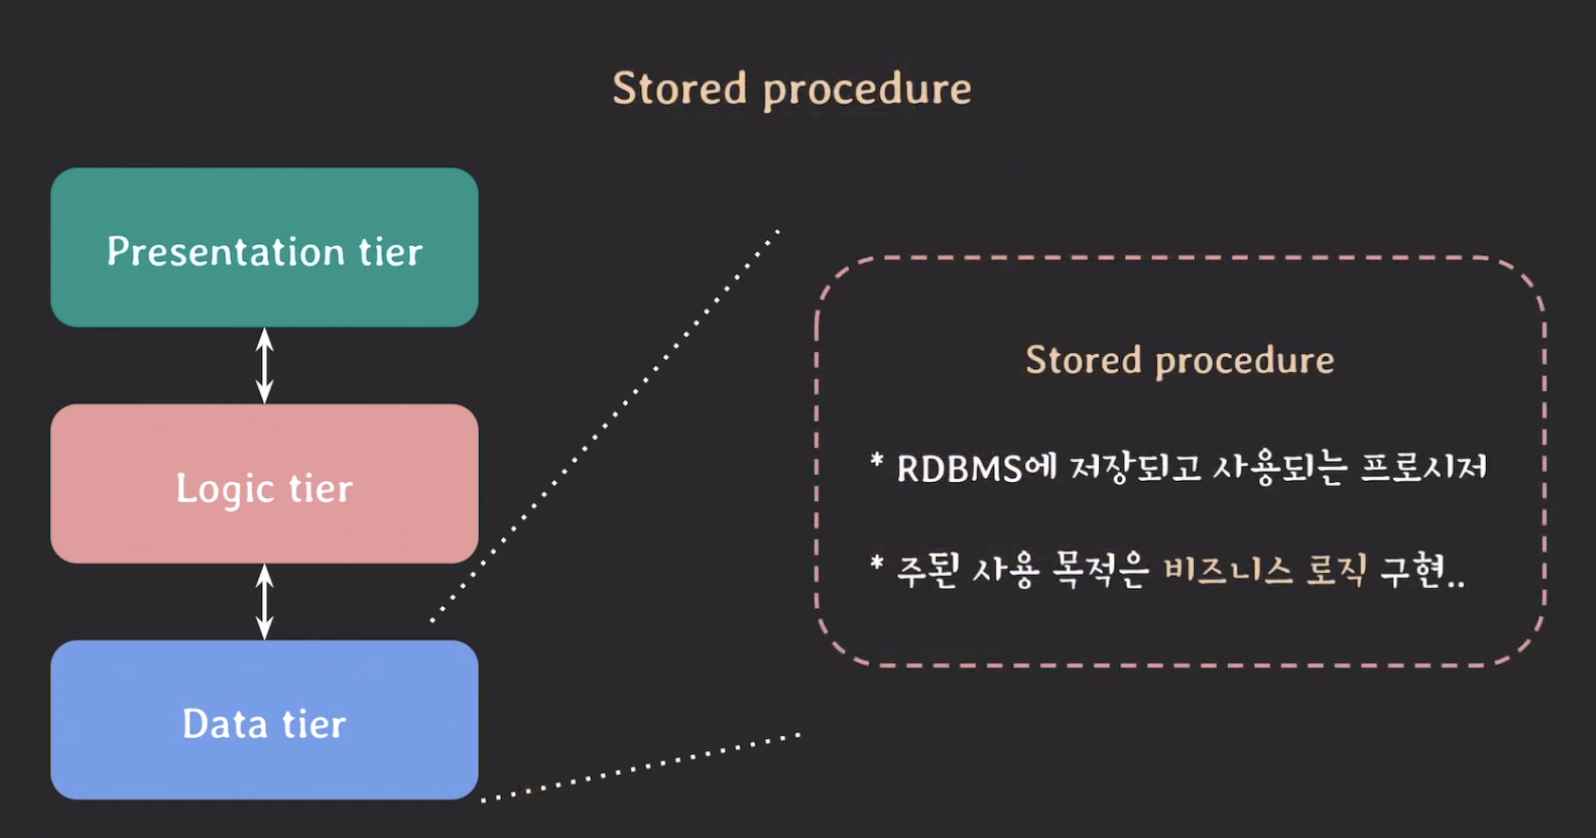 Stored procedure
Presentation tier
Logic tier
Data tier
Stored procedure
* RDBMS에 저장되고 사용되는 프로시저
* 주된 사용 목적은 비즈니스 로직 구현..